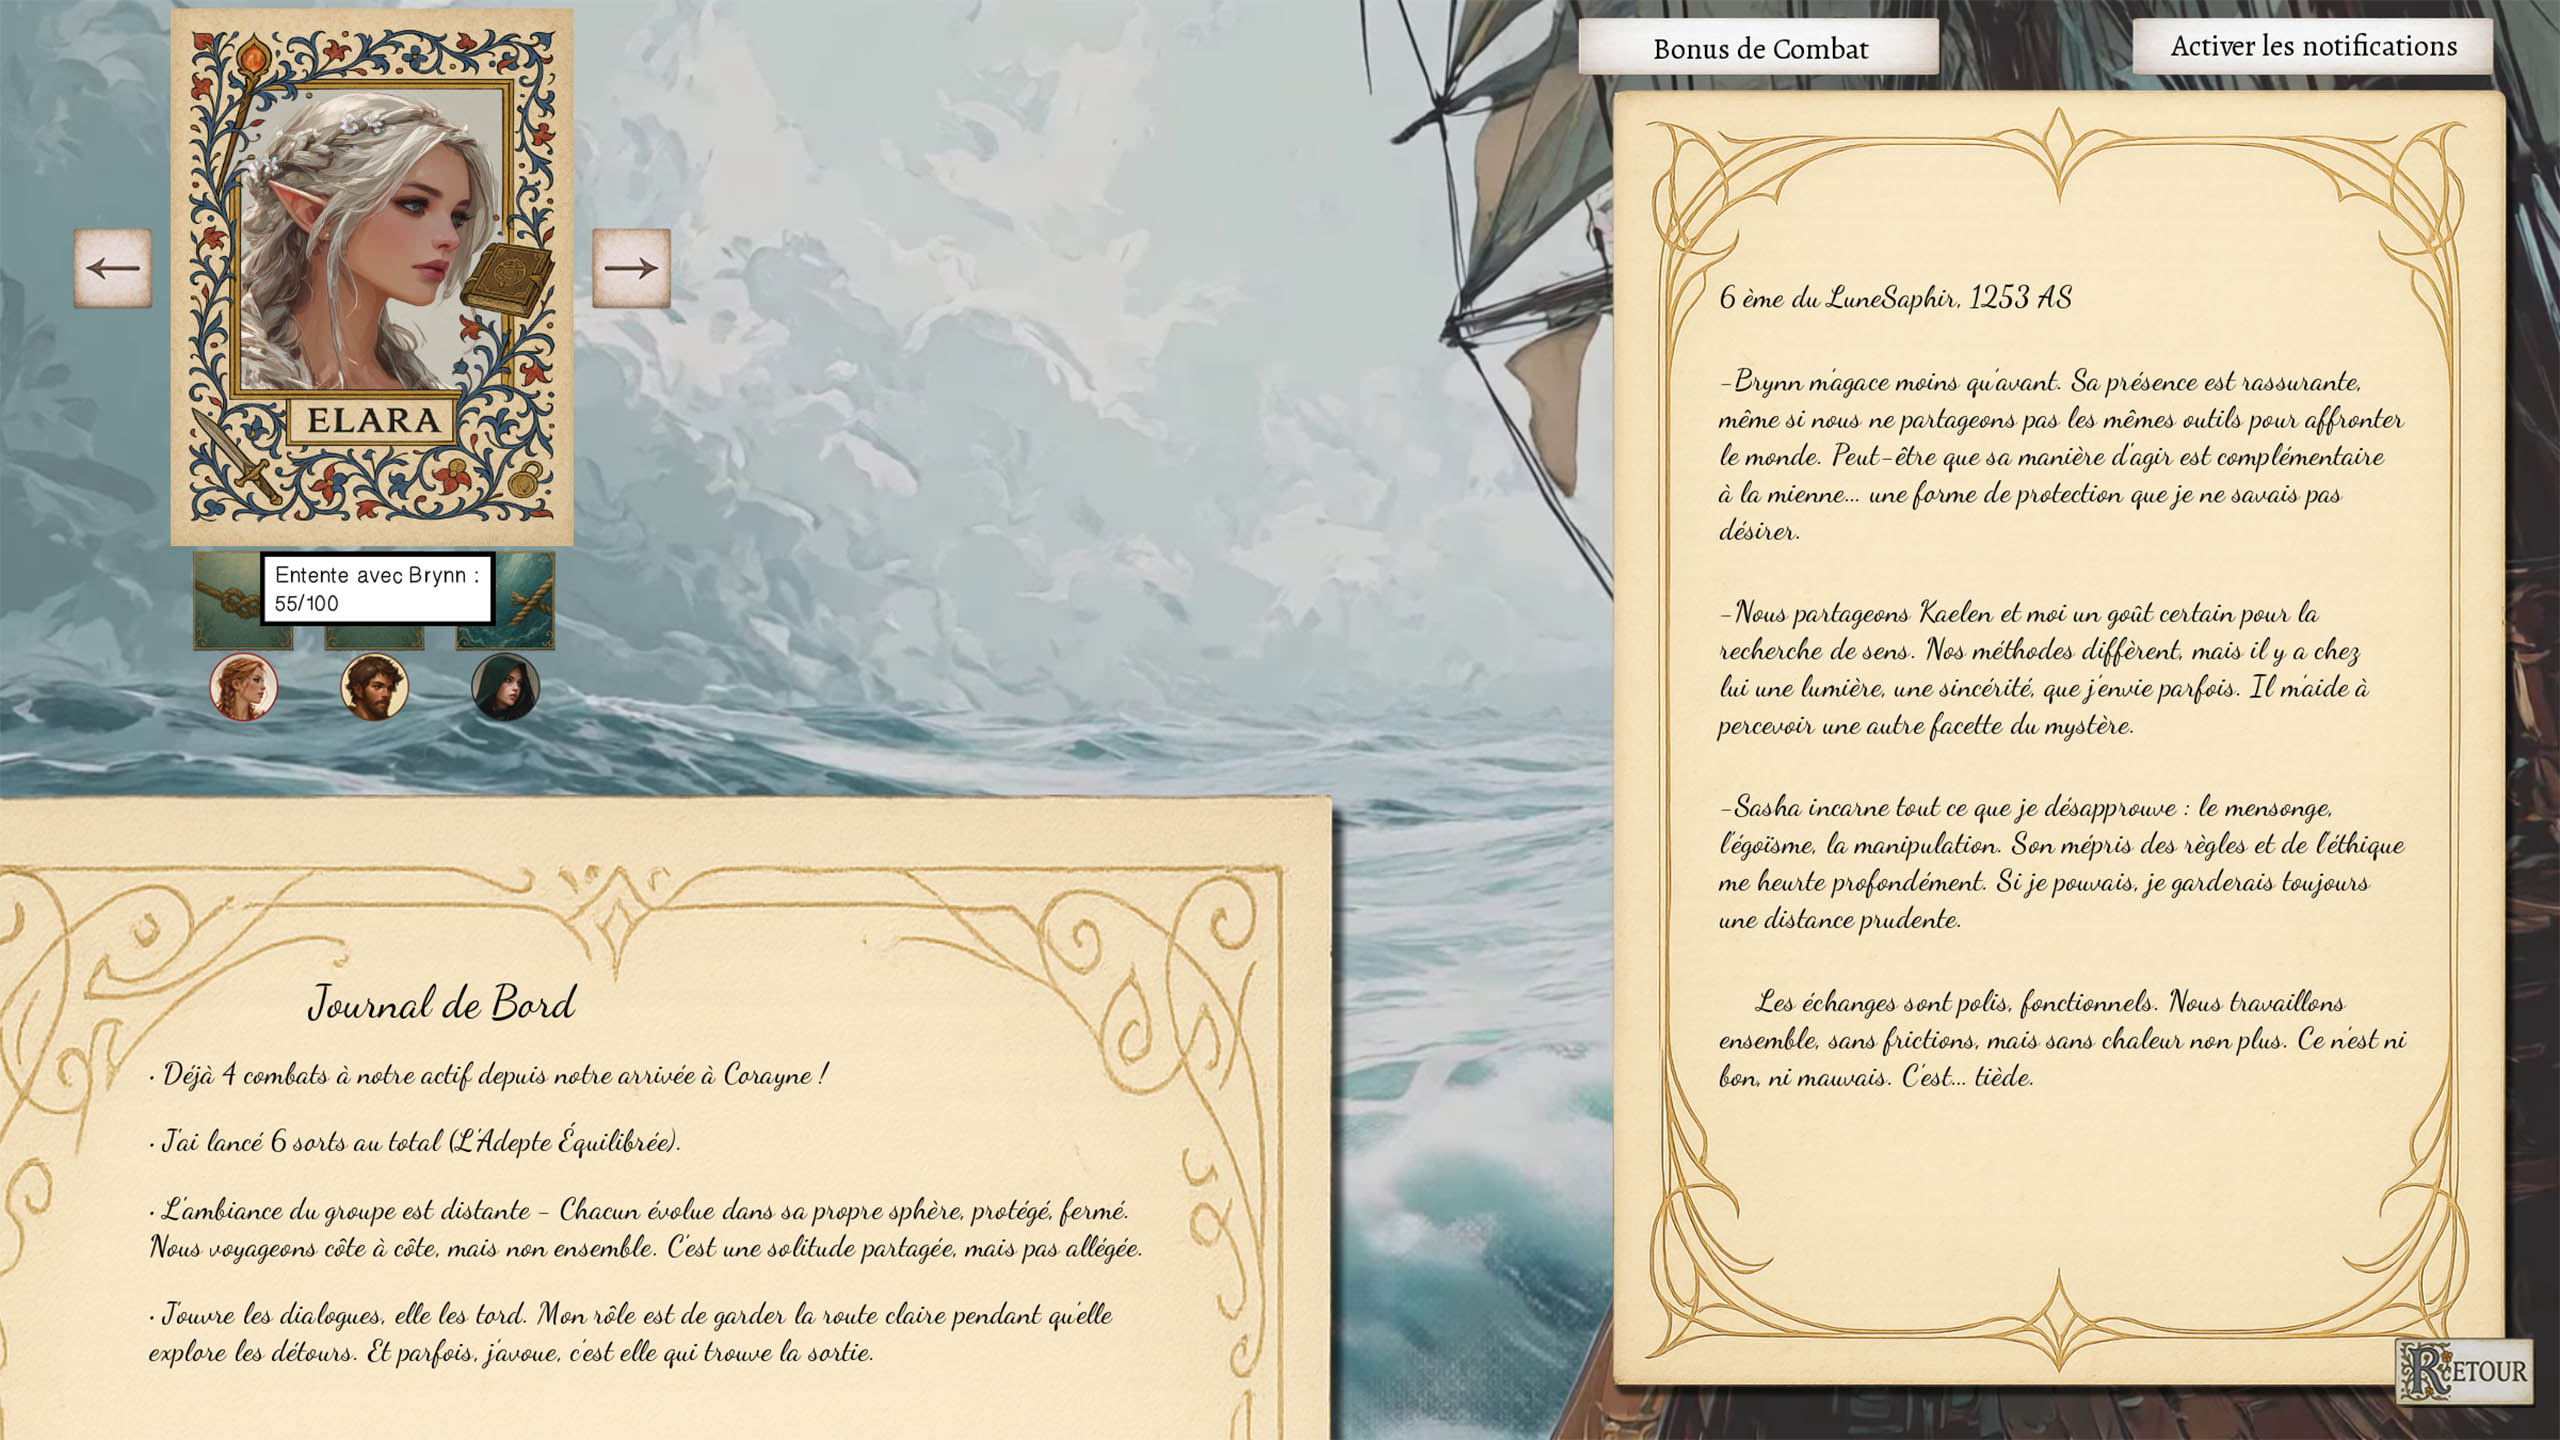 Bonus de Combat
Activer les notifications
ELARA
Entente avec Brynn :
55/100
6 ème du LuneSaphir, 1253 AS
-Brynn m'agace moins qu'avant. Sa présence est rassurante,
même si nous ne partageons pas les mêmes outils pour affronter
le monde. Peut-être que sa manière d'agir est complémentaire
à la mienne... une forme de protection que je ne savais pas
désirer.
-Nous partageons Kaelen et moi un goût certain pour la
recherche de sens. Nos méthodes diffèrent, mais il y a chez
lui une lumière, une sincérité, que j'envie parfois. Il m'aide à
percevoir une autre facette du mystère.
-Sasha incarne tout ce que je désapprouve : le mensonge,
l'égoïsme, la manipulation. Son mépris des règles et de l'éthique
me heurte profondément. Si je pouvais, je garderais toujours
une distance prudente.
Les échanges sont polis, fonctionnels. Nous travaillons
ensemble, sans frictions, mais sans chaleur non plus. Ce n'est ni
bon, ni mauvais. C'est... tiède.
Journal de Bord
· Déjà 4 combats à notre actif depuis notre arrivée à Corayne !
· J'ai lancé 6 sorts au total (L'Adepte Équilibrée).
· L'ambiance du groupe est distante - Chacun évolue dans sa propre sphère, protégé, fermé.
Nous voyageons côte à côte, mais non ensemble. C'est une solitude partagée, mais pas allégée.
· J'ouvre les dialogues, elle les tord. Mon rôle est de garder la route claire pendant qu'elle
explore les détours. Et parfois, j'avoue, c'est elle qui trouve la sortie.
RETOUR